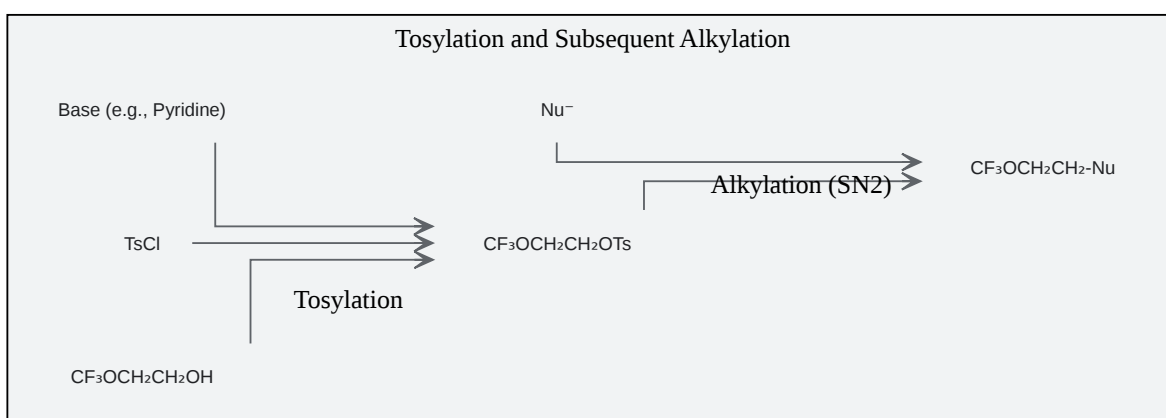 Tosylation and Subsequent Alkylation
Base (e.g., Pyridine)
Nu⁻
CF₃OCH₂CH₂-Nu
Alkylation (SN2)
TsCl
CF₃OCH₂CH₂OTs
Tosylation
CF₃OCH₂CH₂OH